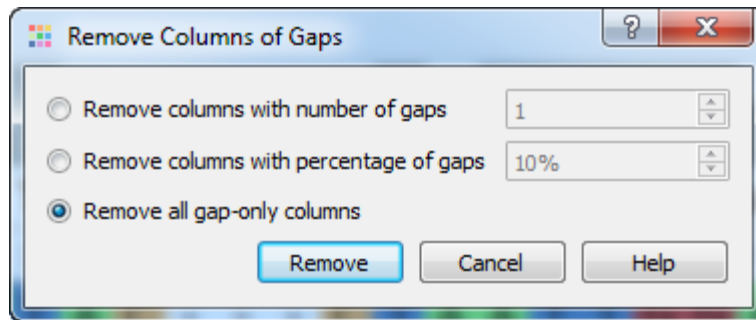 Remove Columns of Gaps
?
Remove columns with number of gaps 1
Remove columns with percentage of gaps 10%
Remove all gap-only columns
Remove Cancel Help